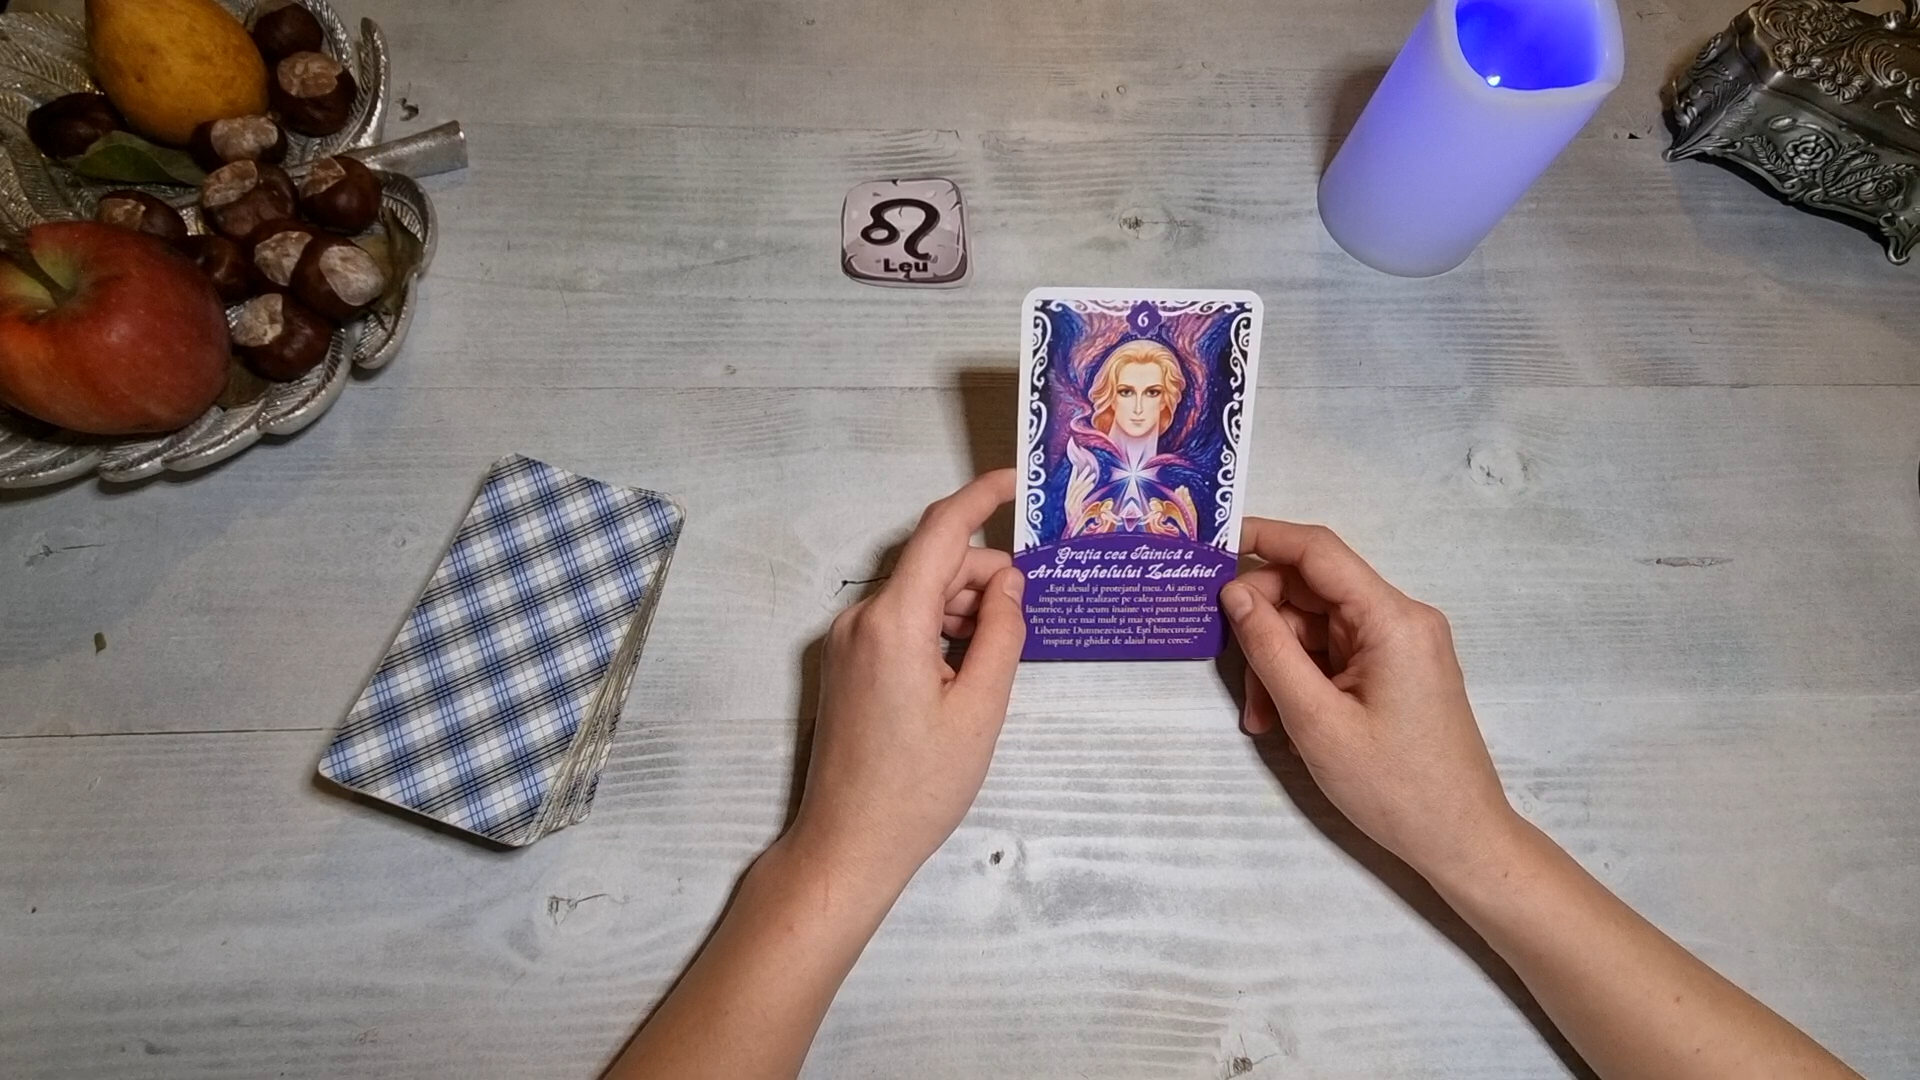 Leu
6
Grația cea Tainică a
Arhanghelului Zadakiel
„Ești alesul și protejatul meu. Ai atins o
importantă realizare pe calea transformării
lăuntrice, și de acum înainte vei putea manifesta
din ce în ce mai mult și mai spontan starea de
Libertate Dumnezeiască. Ești binecuvântat,
inspirat și ghidat de alaiul meu ceresc.”